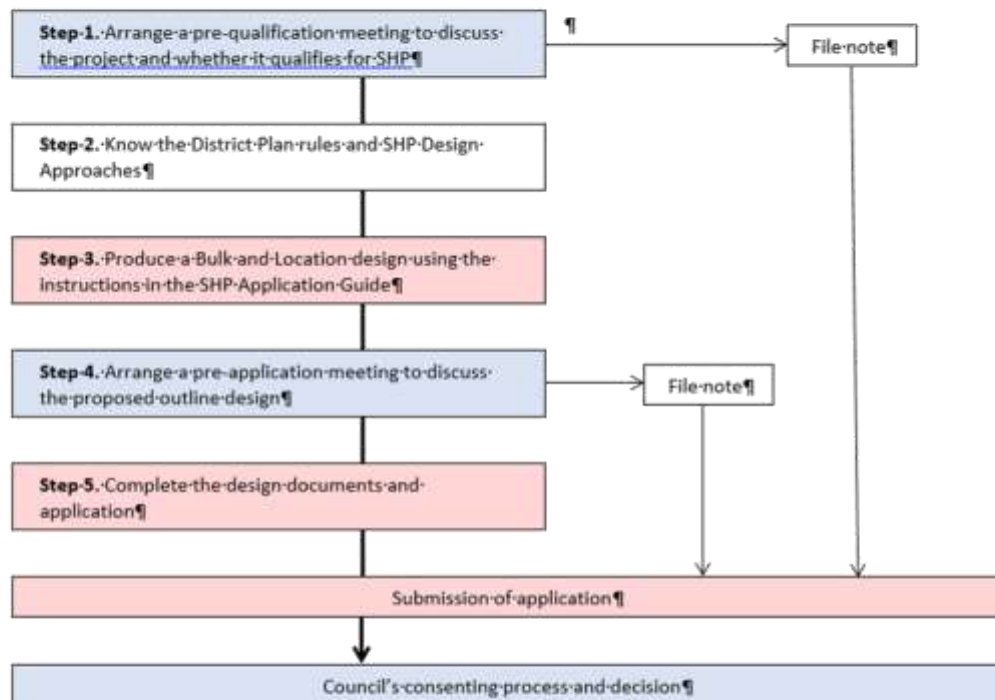 Step·1.·Arrange·a·pre-qualification·meeting·to·discuss·
the·project·and·whether·it·qualifies·for·SHP¶
¶
File·note¶
Step·2.·Know·the·District·Plan·rules·and·SHP·Design·
Approaches¶
Step·3.·Produce·a·Bulk·and·Location·design·using·the·
instructions·in·the·SHP·Application·Guide¶
Step·4.·Arrange·a·pre-application·meeting·to·discuss·
the·proposed·outline·design¶
File·note¶
Step·5.·Complete·the·design·documents·and·
application¶
Submission·of·application¶
Council's·consenting·process·and·decision¶